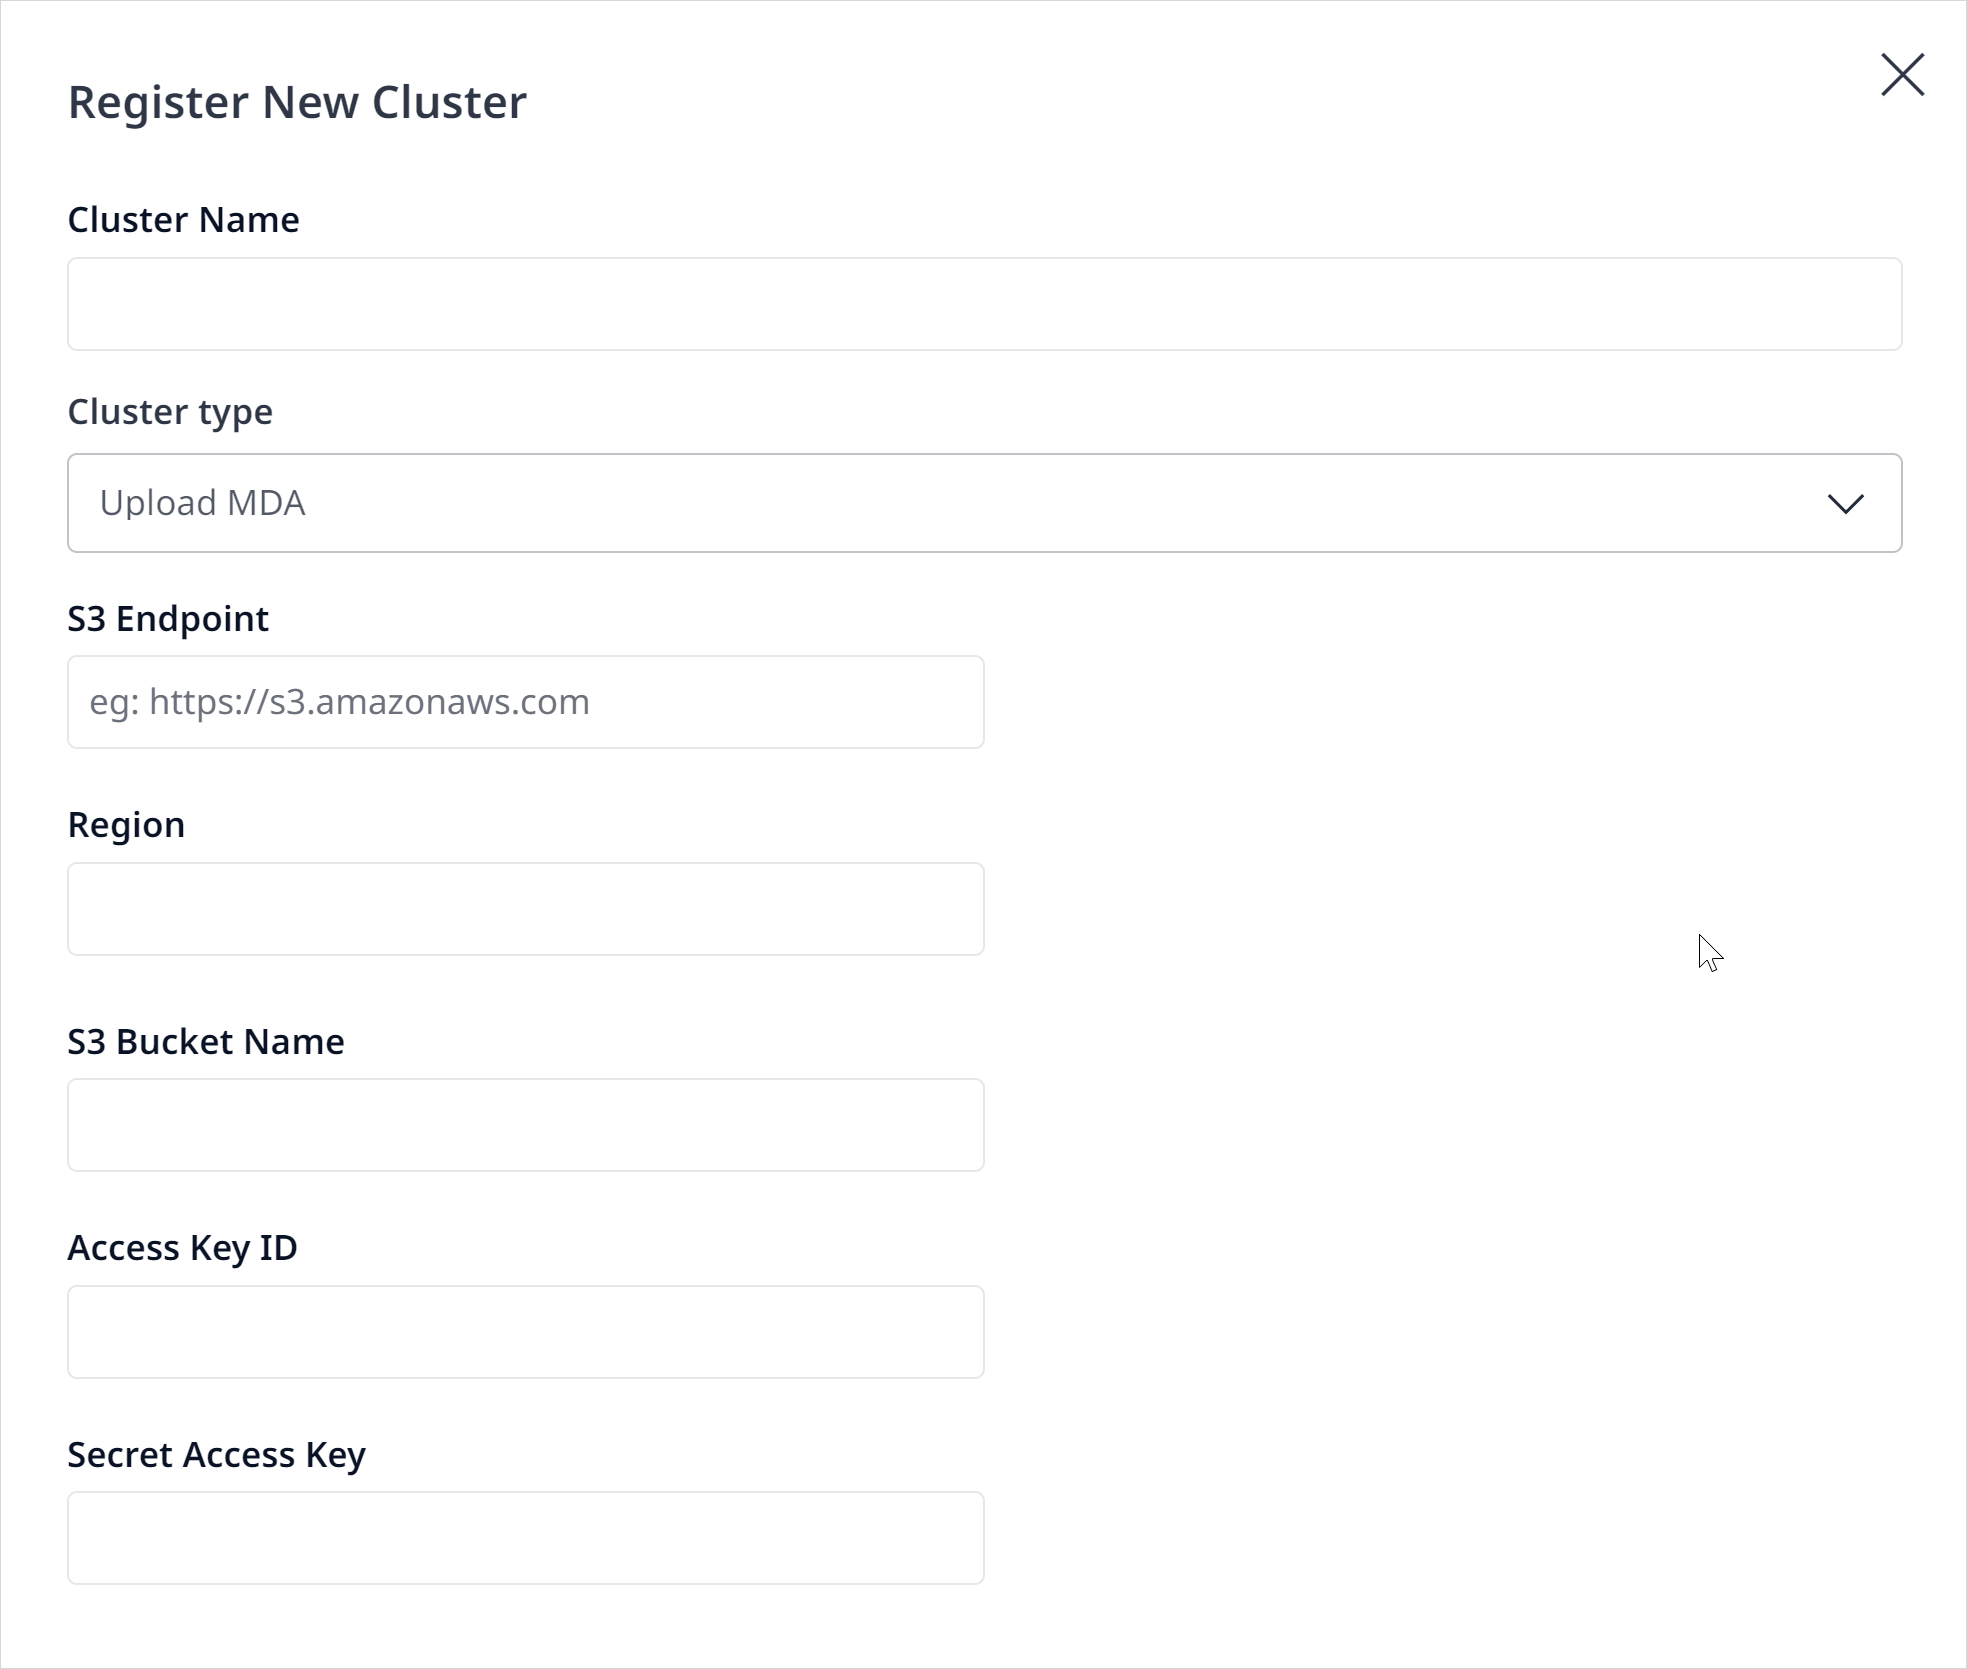 Register New Cluster
Cluster Name
Cluster type
Upload MDA
S3 Endpoint
eg: https://s3.amazonaws.com
Region
S3 Bucket Name
Access Key ID
Secret Access Key